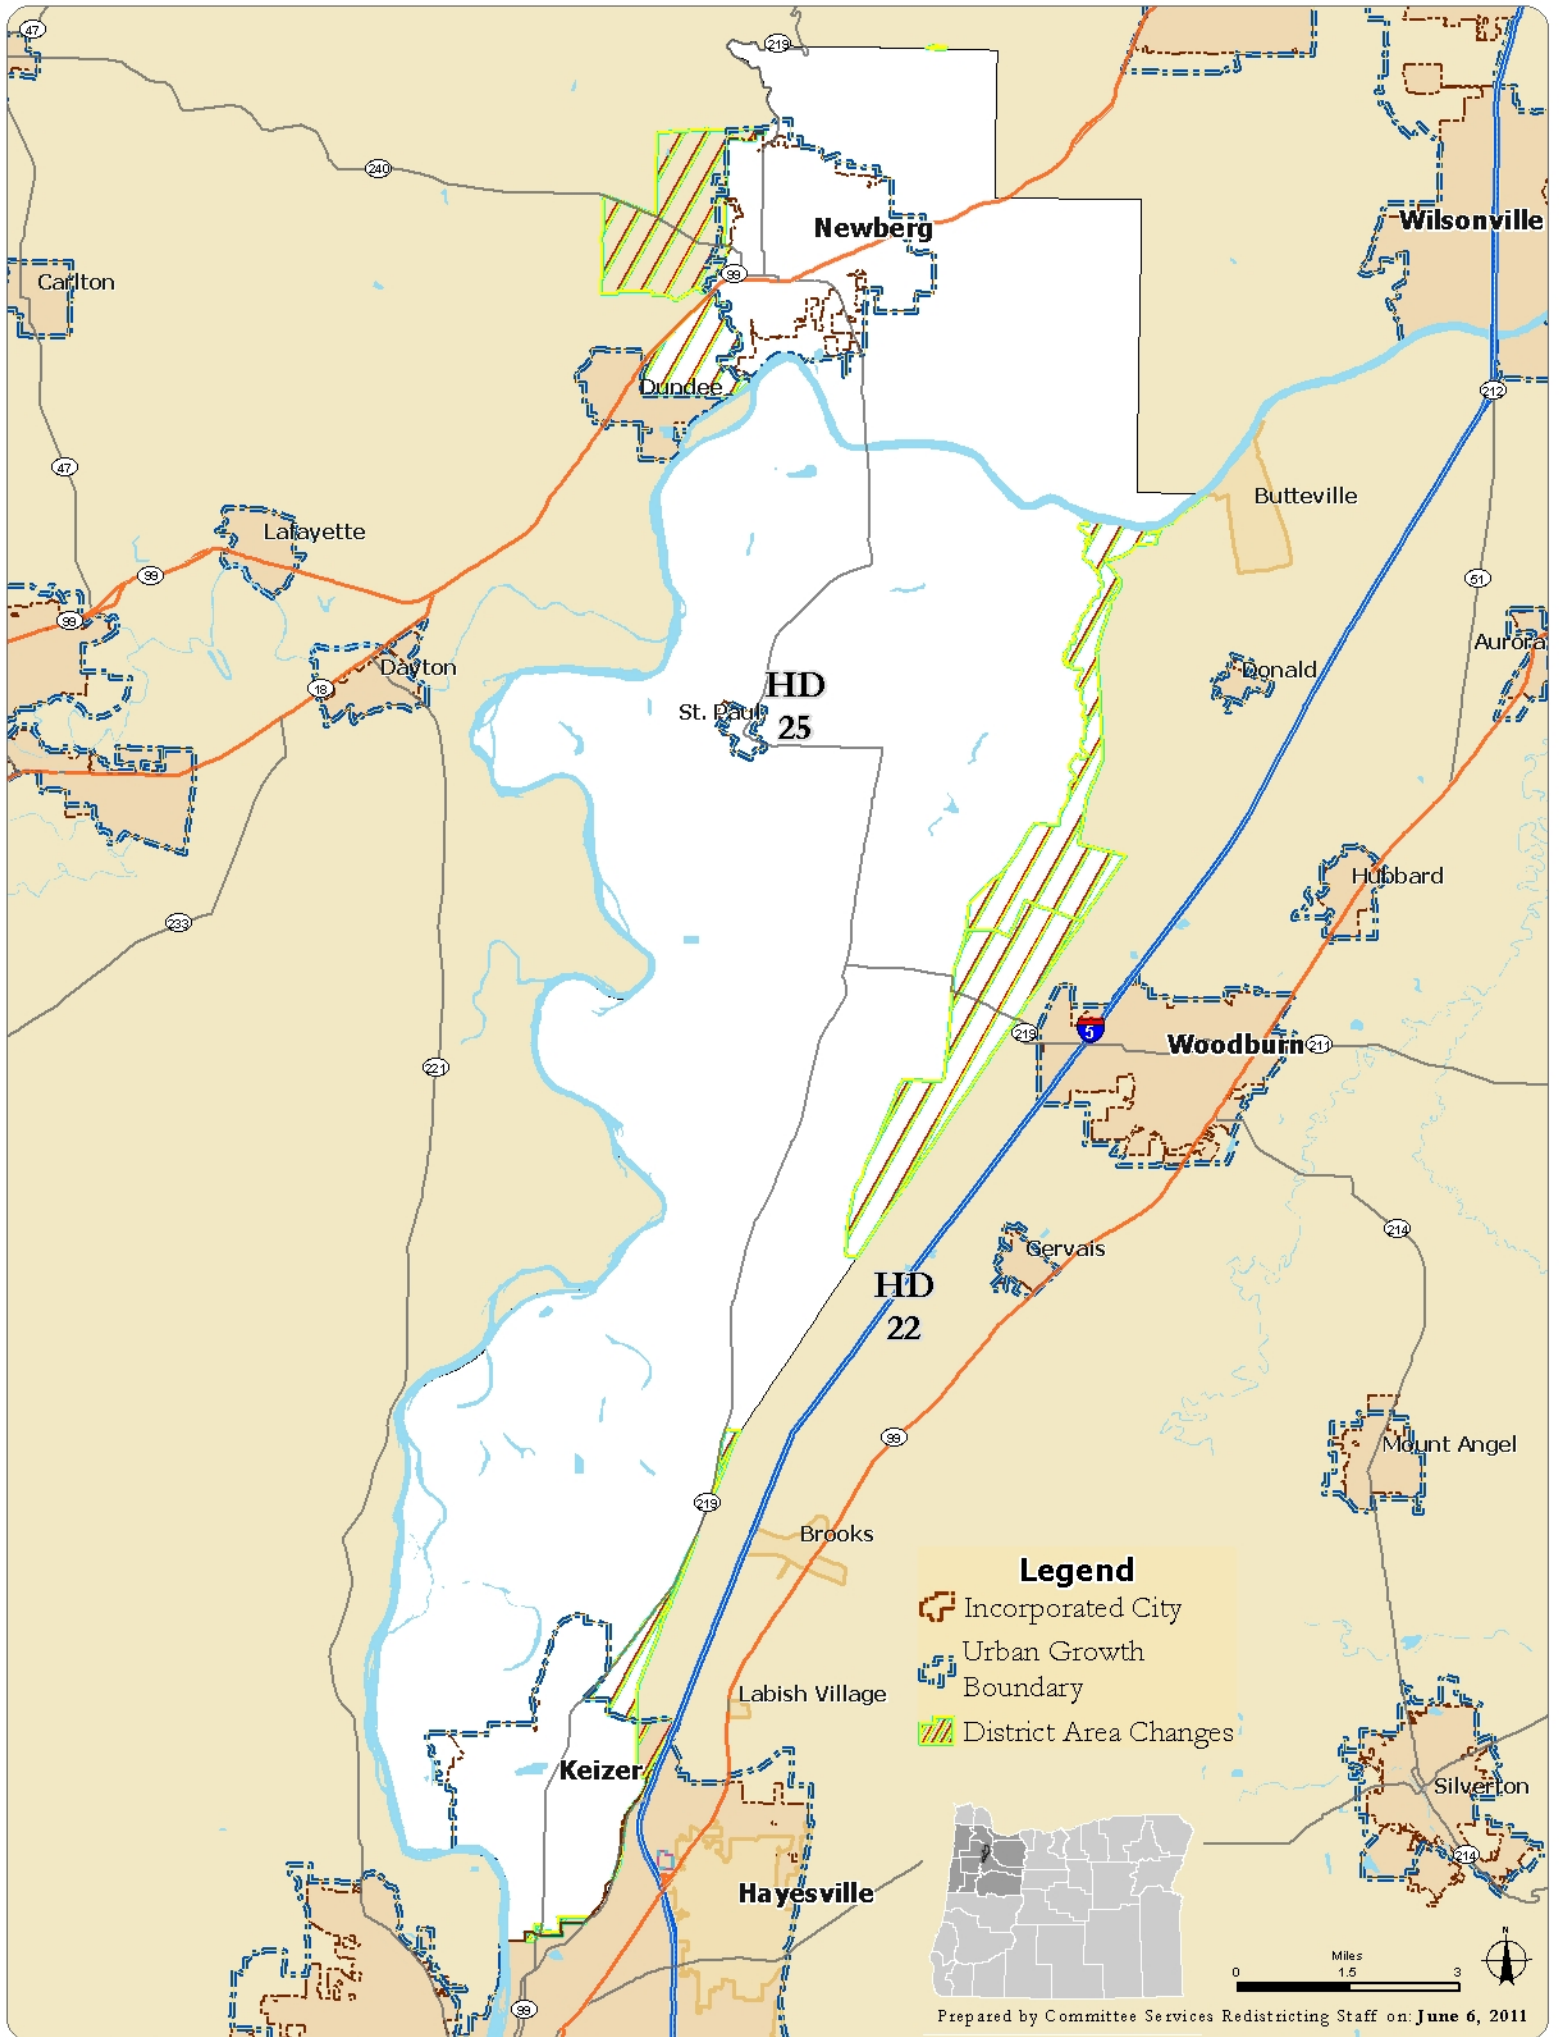 47
219
240
Newberg
Wilsonville
99
Carlton
Dundee
212
47
Butteville
Lafayette
99
51
99
Aurora
Dayton
Donald
18
HD
25
St. Paul
Hubbard
233
219
5
Woodburn
211
221
214
Gervais
HD
22
99
Mount Angel
219
Brooks
Legend
Incorporated City
Urban Growth
Boundary
District Area Changes
Labish Village
Keizer
Silverton
214
Hayesville
N
Miles
0 1.5 3
99
Prepared by Committee Services Redistricting Staff on: June 6, 2011